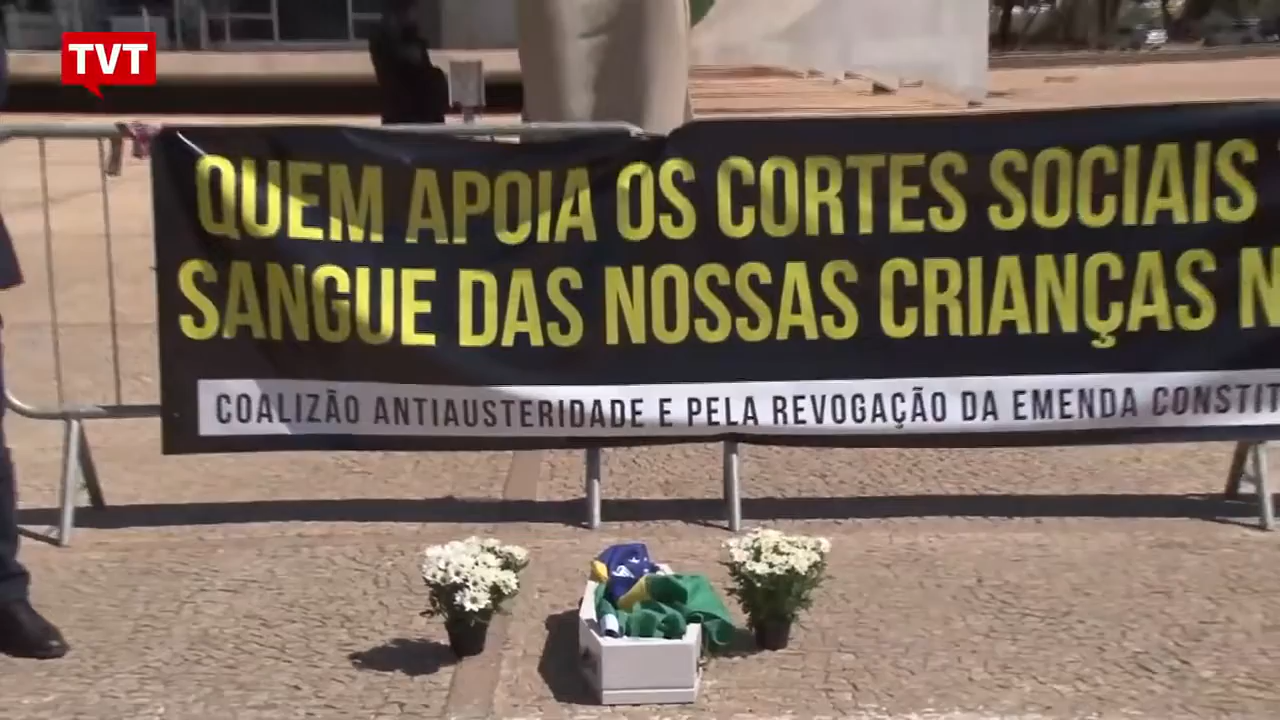 TVT
QUEM APOIA OS CORTES SOCIAIS
SANGUE DAS NOSSAS CRIANÇAS
COALIZÃO ANTIAUSTERIDADE E PELA REVOGAÇÃO DA EMENDA